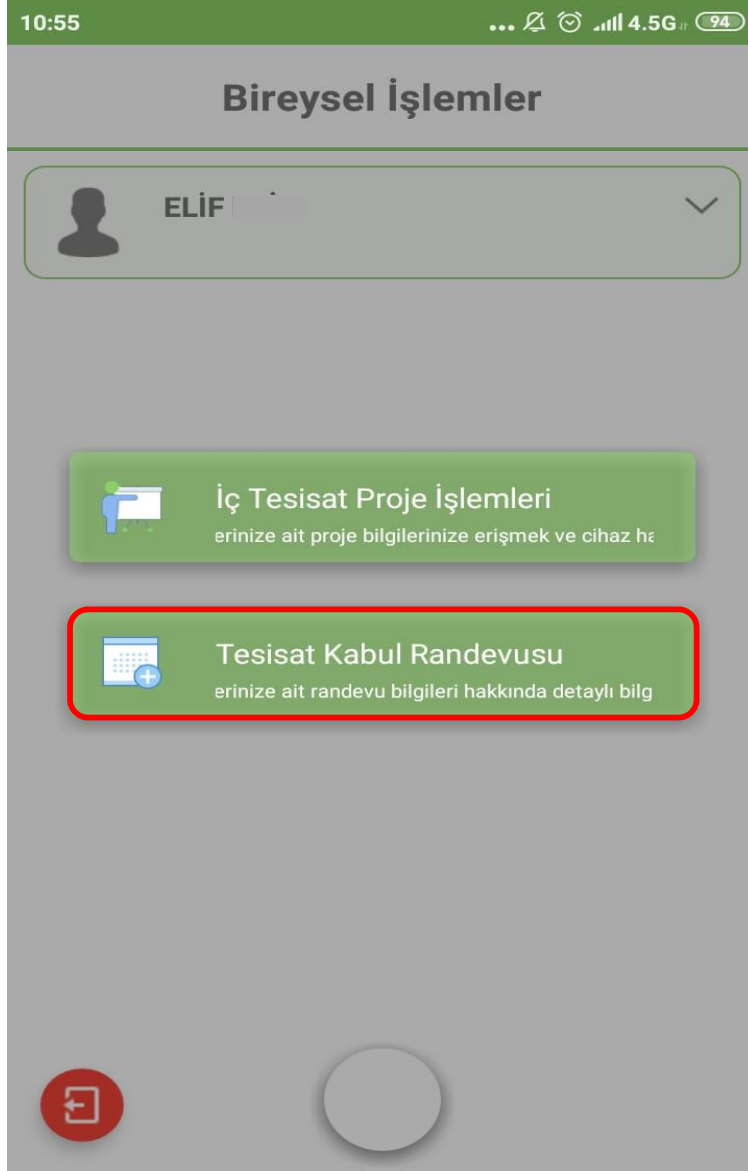 10:55
... 4.5G 94
Bireysel İşlemler
ELİF
İç Tesisat Proje İşlemleri
erinize ait proje bilgilerinize erişmek ve cihaz ha
Tesisat Kabul Randevusu
erinize ait randevu bilgileri hakkında detaylı bilg